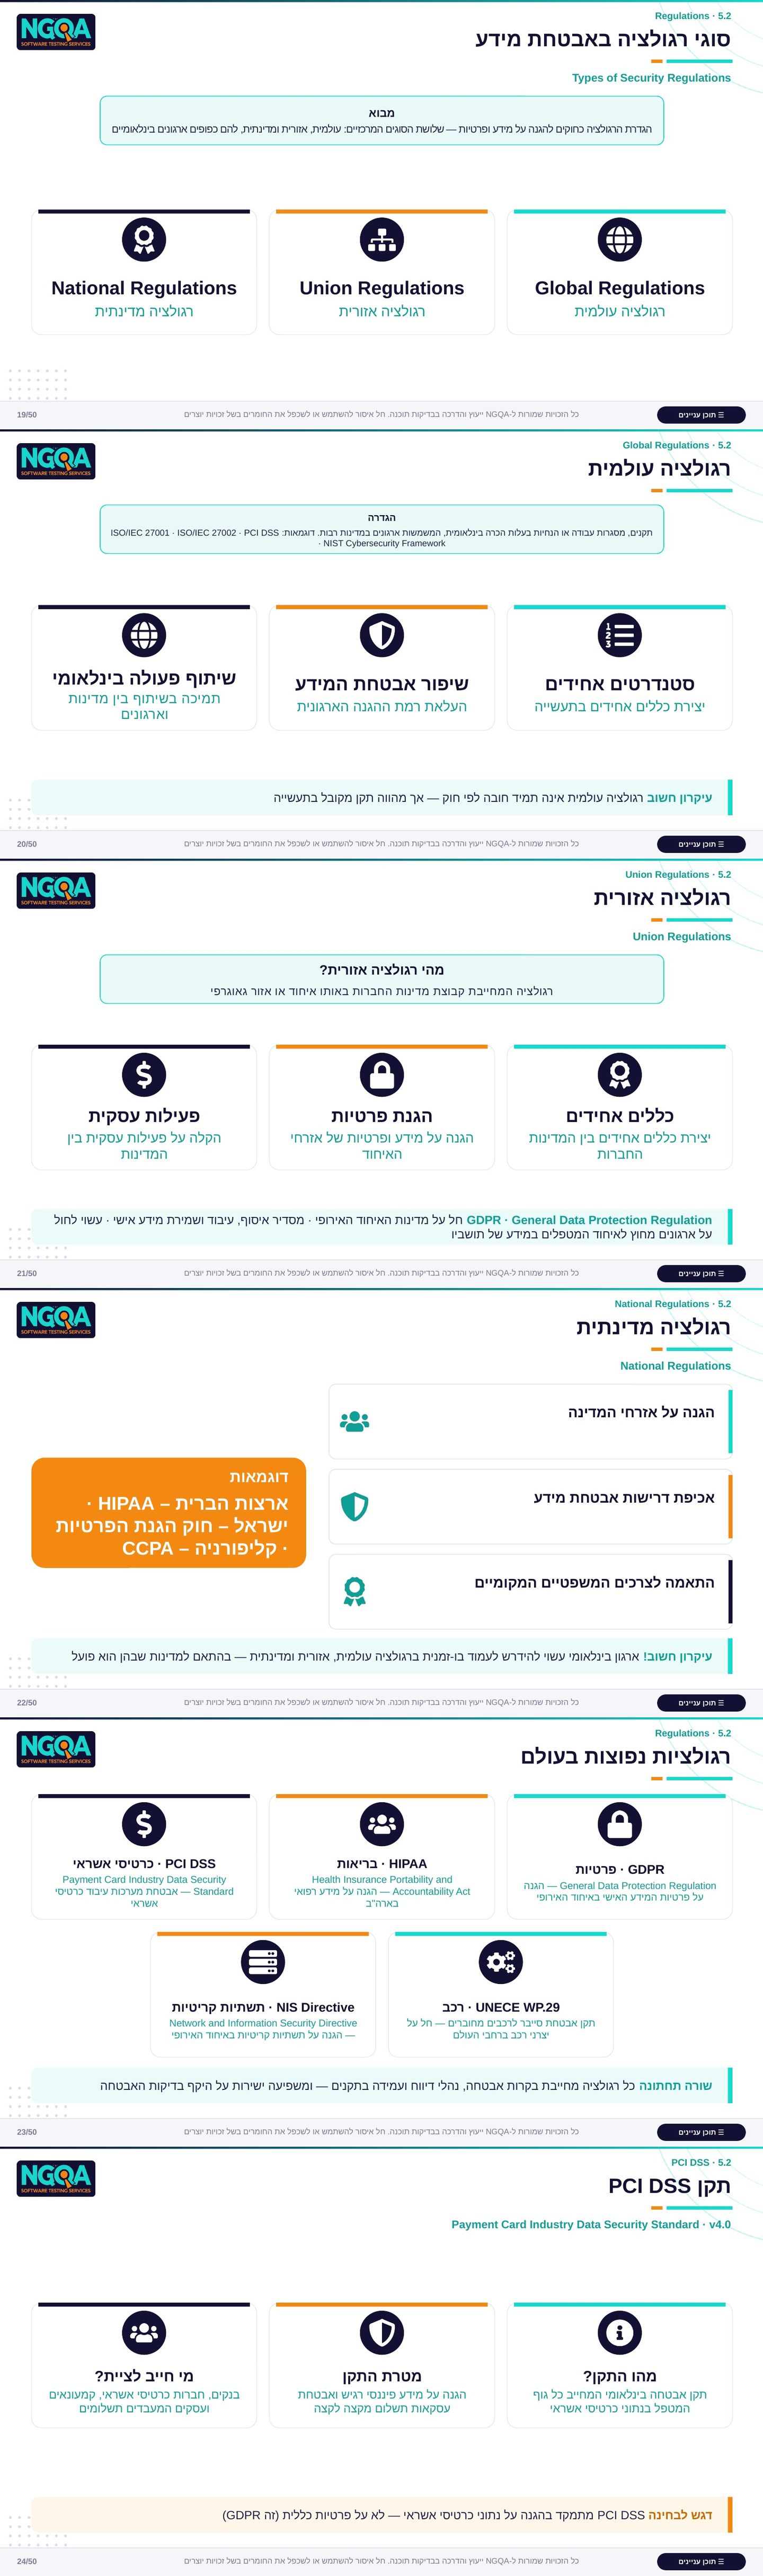 Regulations · 5.2
סוגי רגולציה באבטחת מידע
Types of Security Regulations
NGQA
SOFTWARE TESTING SERVICES
מבוא
הגדרת הרגולציה כחוקים להגנה על מידע ופרטיות — שלושת הסוגים המרכזיים: עולמית, אזורית ומדינתית, להם כפופים ארגונים בינלאומיים
Global Regulations
רגולציה עולמית
Union Regulations
רגולציה אזורית
National Regulations
רגולציה מדינתית
☰ תוכן עניינים
כל הזכויות שמורות ל-NGQA ייעוץ והדרכה בבדיקות תוכנה. חל איסור להשתמש או לשכפל את החומרים בשל זכויות יוצרים
19/50
Global Regulations · 5.2
רגולציה עולמית
NGQA
SOFTWARE TESTING SERVICES
הגדרה
תקנים, מסגרות עבודה או הנחיות בעלות הכרה בינלאומית, המשמשות ארגונים במדינות רבות. דוגמאות: ISO/IEC 27001 · ISO/IEC 27002 · PCI DSS
· NIST Cybersecurity Framework
סטנדרטים אחידים
יצירת כללים אחידים בתעשייה
שיפור אבטחת המידע
העלאת רמת ההגנה הארגונית
שיתוף פעולה בינלאומי
תמיכה בשיתוף בין מדינות
וארגונים
עיקרון חשוב רגולציה עולמית אינה תמיד חובה לפי חוק — אך מהווה תקן מקובל בתעשייה
☰ תוכן עניינים
כל הזכויות שמורות ל-NGQA ייעוץ והדרכה בבדיקות תוכנה. חל איסור להשתמש או לשכפל את החומרים בשל זכויות יוצרים
20/50
Union Regulations · 5.2
רגולציה אזורית
Union Regulations
NGQA
SOFTWARE TESTING SERVICES
מהי רגולציה אזורית?
רגולציה המחייבת קבוצת מדינות החברות באותו איחוד או אזור גאוגרפי
כללים אחידים
יצירת כללים אחידים בין המדינות
החברות
הגנת פרטיות
הגנה על מידע ופרטיות של אזרחי
האיחוד
פעילות עסקית
הקלה על פעילות עסקית בין
המדינות
GDPR · General Data Protection Regulation חל על מדינות האיחוד האירופי · מסדיר איסוף, עיבוד ושמירת מידע אישי · עשוי לחול
על ארגונים מחוץ לאיחוד המטפלים במידע של תושביו
☰ תוכן עניינים
כל הזכויות שמורות ל-NGQA ייעוץ והדרכה בבדיקות תוכנה. חל איסור להשתמש או לשכפל את החומרים בשל זכויות יוצרים
21/50
National Regulations · 5.2
רגולציה מדינתית
National Regulations
NGQA
SOFTWARE TESTING SERVICES
הגנה על אזרחי המדינה
אכיפת דרישות אבטחת מידע
התאמה לצרכים המשפטיים המקומיים
דוגמאות
ארצות הברית – HIPAA ·
ישראל – חוק הגנת הפרטיות
· קליפורניה – CCPA
עיקרון חשוב! ארגון בינלאומי עשוי להידרש לעמוד בו-זמנית ברגולציה עולמית, אזורית ומדינתית — בהתאם למדינות שבהן הוא פועל
☰ תוכן עניינים
כל הזכויות שמורות ל-NGQA ייעוץ והדרכה בבדיקות תוכנה. חל איסור להשתמש או לשכפל את החומרים בשל זכויות יוצרים
22/50
Regulations · 5.2
רגולציות נפוצות בעולם
NGQA
SOFTWARE TESTING SERVICES
GDPR · פרטיות
General Data Protection Regulation — הגנה
על פרטיות המידע האישי באיחוד האירופי
HIPAA · בריאות
Health Insurance Portability and
Accountability Act — הגנה על מידע רפואי
בארה"ב
PCI DSS · כרטיסי אשראי
Payment Card Industry Data Security
Standard — אבטחת מערכות עיבוד כרטיסי
אשראי
UNECE WP.29 · רכב
תקן אבטחת סייבר לרכבים מחוברים — חל על
יצרני רכב ברחבי העולם
NIS Directive · תשתיות קריטיות
Network and Information Security Directive
— הגנה על תשתיות קריטיות באיחוד האירופי
שורה תחתונה כל רגולציה מחייבת בקרות אבטחה, נהלי דיווח ועמידה בתקנים — ומשפיעה ישירות על היקף בדיקות האבטחה
☰ תוכן עניינים
כל הזכויות שמורות ל-NGQA ייעוץ והדרכה בבדיקות תוכנה. חל איסור להשתמש או לשכפל את החומרים בשל זכויות יוצרים
23/50
PCI DSS · 5.2
תקן PCI DSS
Payment Card Industry Data Security Standard · v4.0
NGQA
SOFTWARE TESTING SERVICES
מהו התקן?
תקן אבטחה בינלאומי המחייב כל גוף
המטפל בנתוני כרטיסי אשראי
מטרת התקן
הגנה על מידע פיננסי רגיש ואבטחת
עסקאות תשלום מקצה לקצה
מי חייב לציית?
בנקים, חברות כרטיסי אשראי, קמעונאים
ועסקים המעבדים תשלומים
דגש לבחינה PCI DSS מתמקד בהגנה על נתוני כרטיסי אשראי — לא על פרטיות כללית (זה GDPR)
☰ תוכן עניינים
כל הזכויות שמורות ל-NGQA ייעוץ והדרכה בבדיקות תוכנה. חל איסור להשתמש או לשכפל את החומרים בשל זכויות יוצרים
24/50